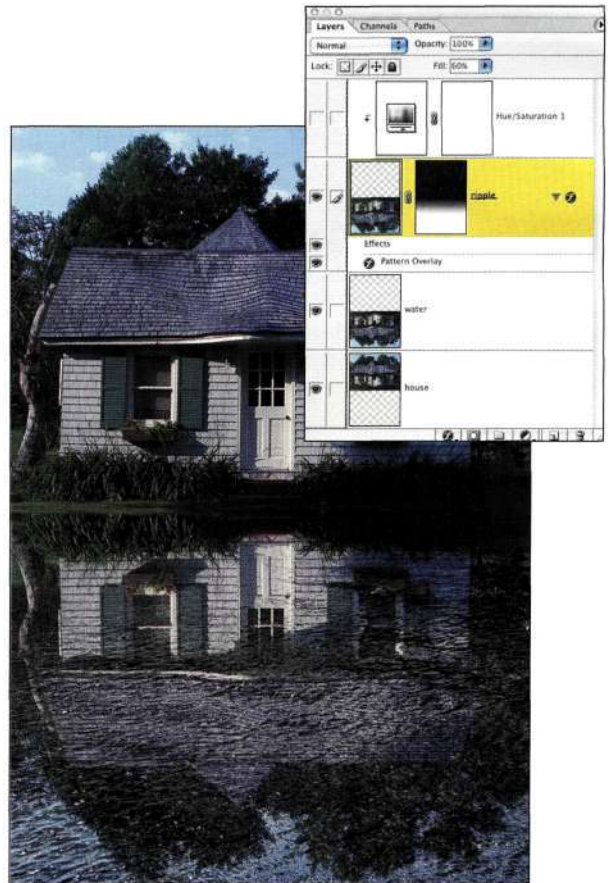 Layers Channels Paths
Normal Opacity: 100%
Lock: Fill: 60%
Hue/Saturation 1
ripple
Effects
Pattern Overlay
water
house